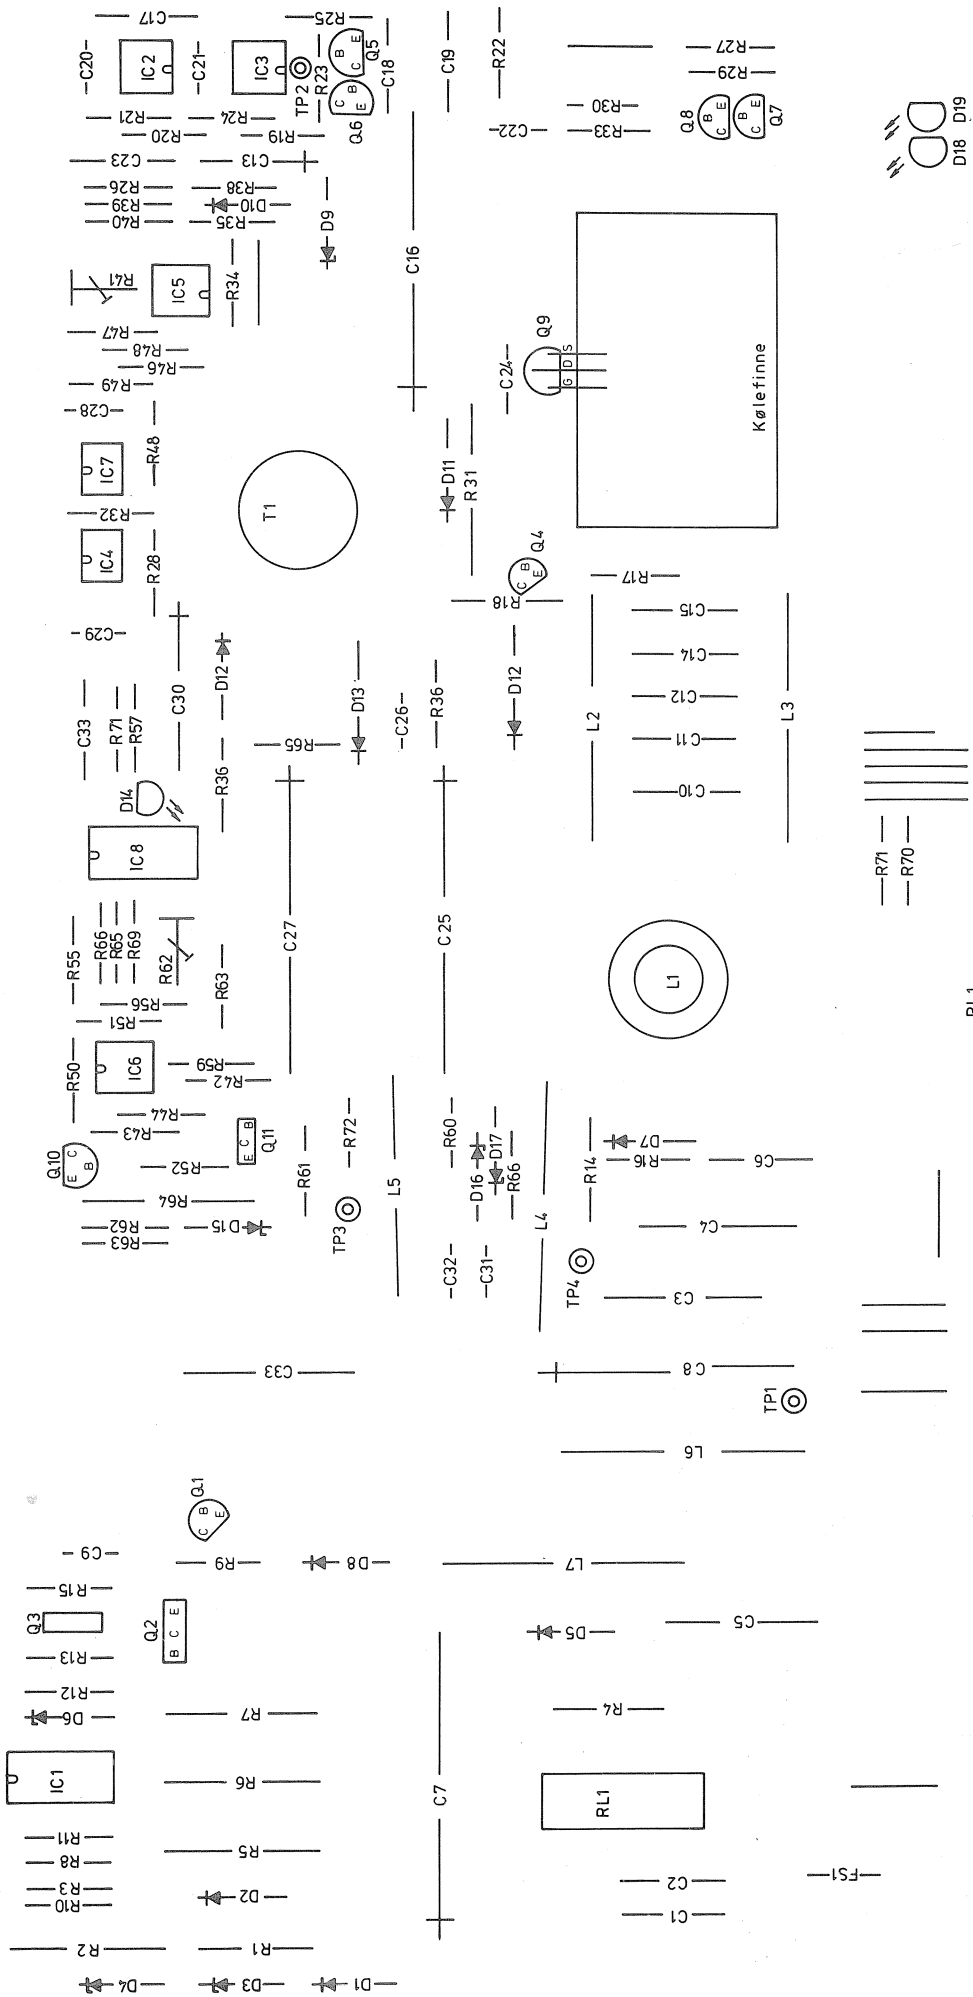 C17
R25
C20
IC2
C21
IC3
TP2
R23
B
E
C
Q5
C18
C
B
E
Q6
C19
R22
R27
R29
R21
R24
R20
R19
R30
R33
C22
Q8
C
B
E
C
B
E
Q7
D19
D18
C23
C13
R26
R38
R39
D10
R40
R35
D9
C16
R41
IC5
R34
R47
R48
R46
R49
C28
Q9
C24
G
D
S
Kølefinne
IC7
R48
R32
IC4
R28
T1
D11
R31
Q4
C
B
E
R18
R17
C29
C15
C14
C12
C11
C10
L2
L3
C33
R71
R57
C30
D12
R36
R65
D13
C26
R36
D12
D14
IC8
R71
R70
R55
R66
R65
R69
R62
R63
C27
C25
L1
RL1
R56
R51
R50
IC6
R59
R42
R44
R43
Q10
E
C
B
E
C
B
Q11
R52
R61
R72
R60
D16
D17
R66
L5
L4
R14
D7
R16
C6
R64
R62
R63
D15
TP3
C32
C31
TP4
C4
C3
C33
C8
TP1
L6
Q1
C
B
E
C9
R15
R9
D8
L7
Q3
Q2
B
C
E
R13
D5
C5
R12
D6
R7
R4
IC1
R6
C7
RL1
R11
R8
R5
R3
R10
D2
C2
C1
FS1
R2
R1
D4
D3
D1